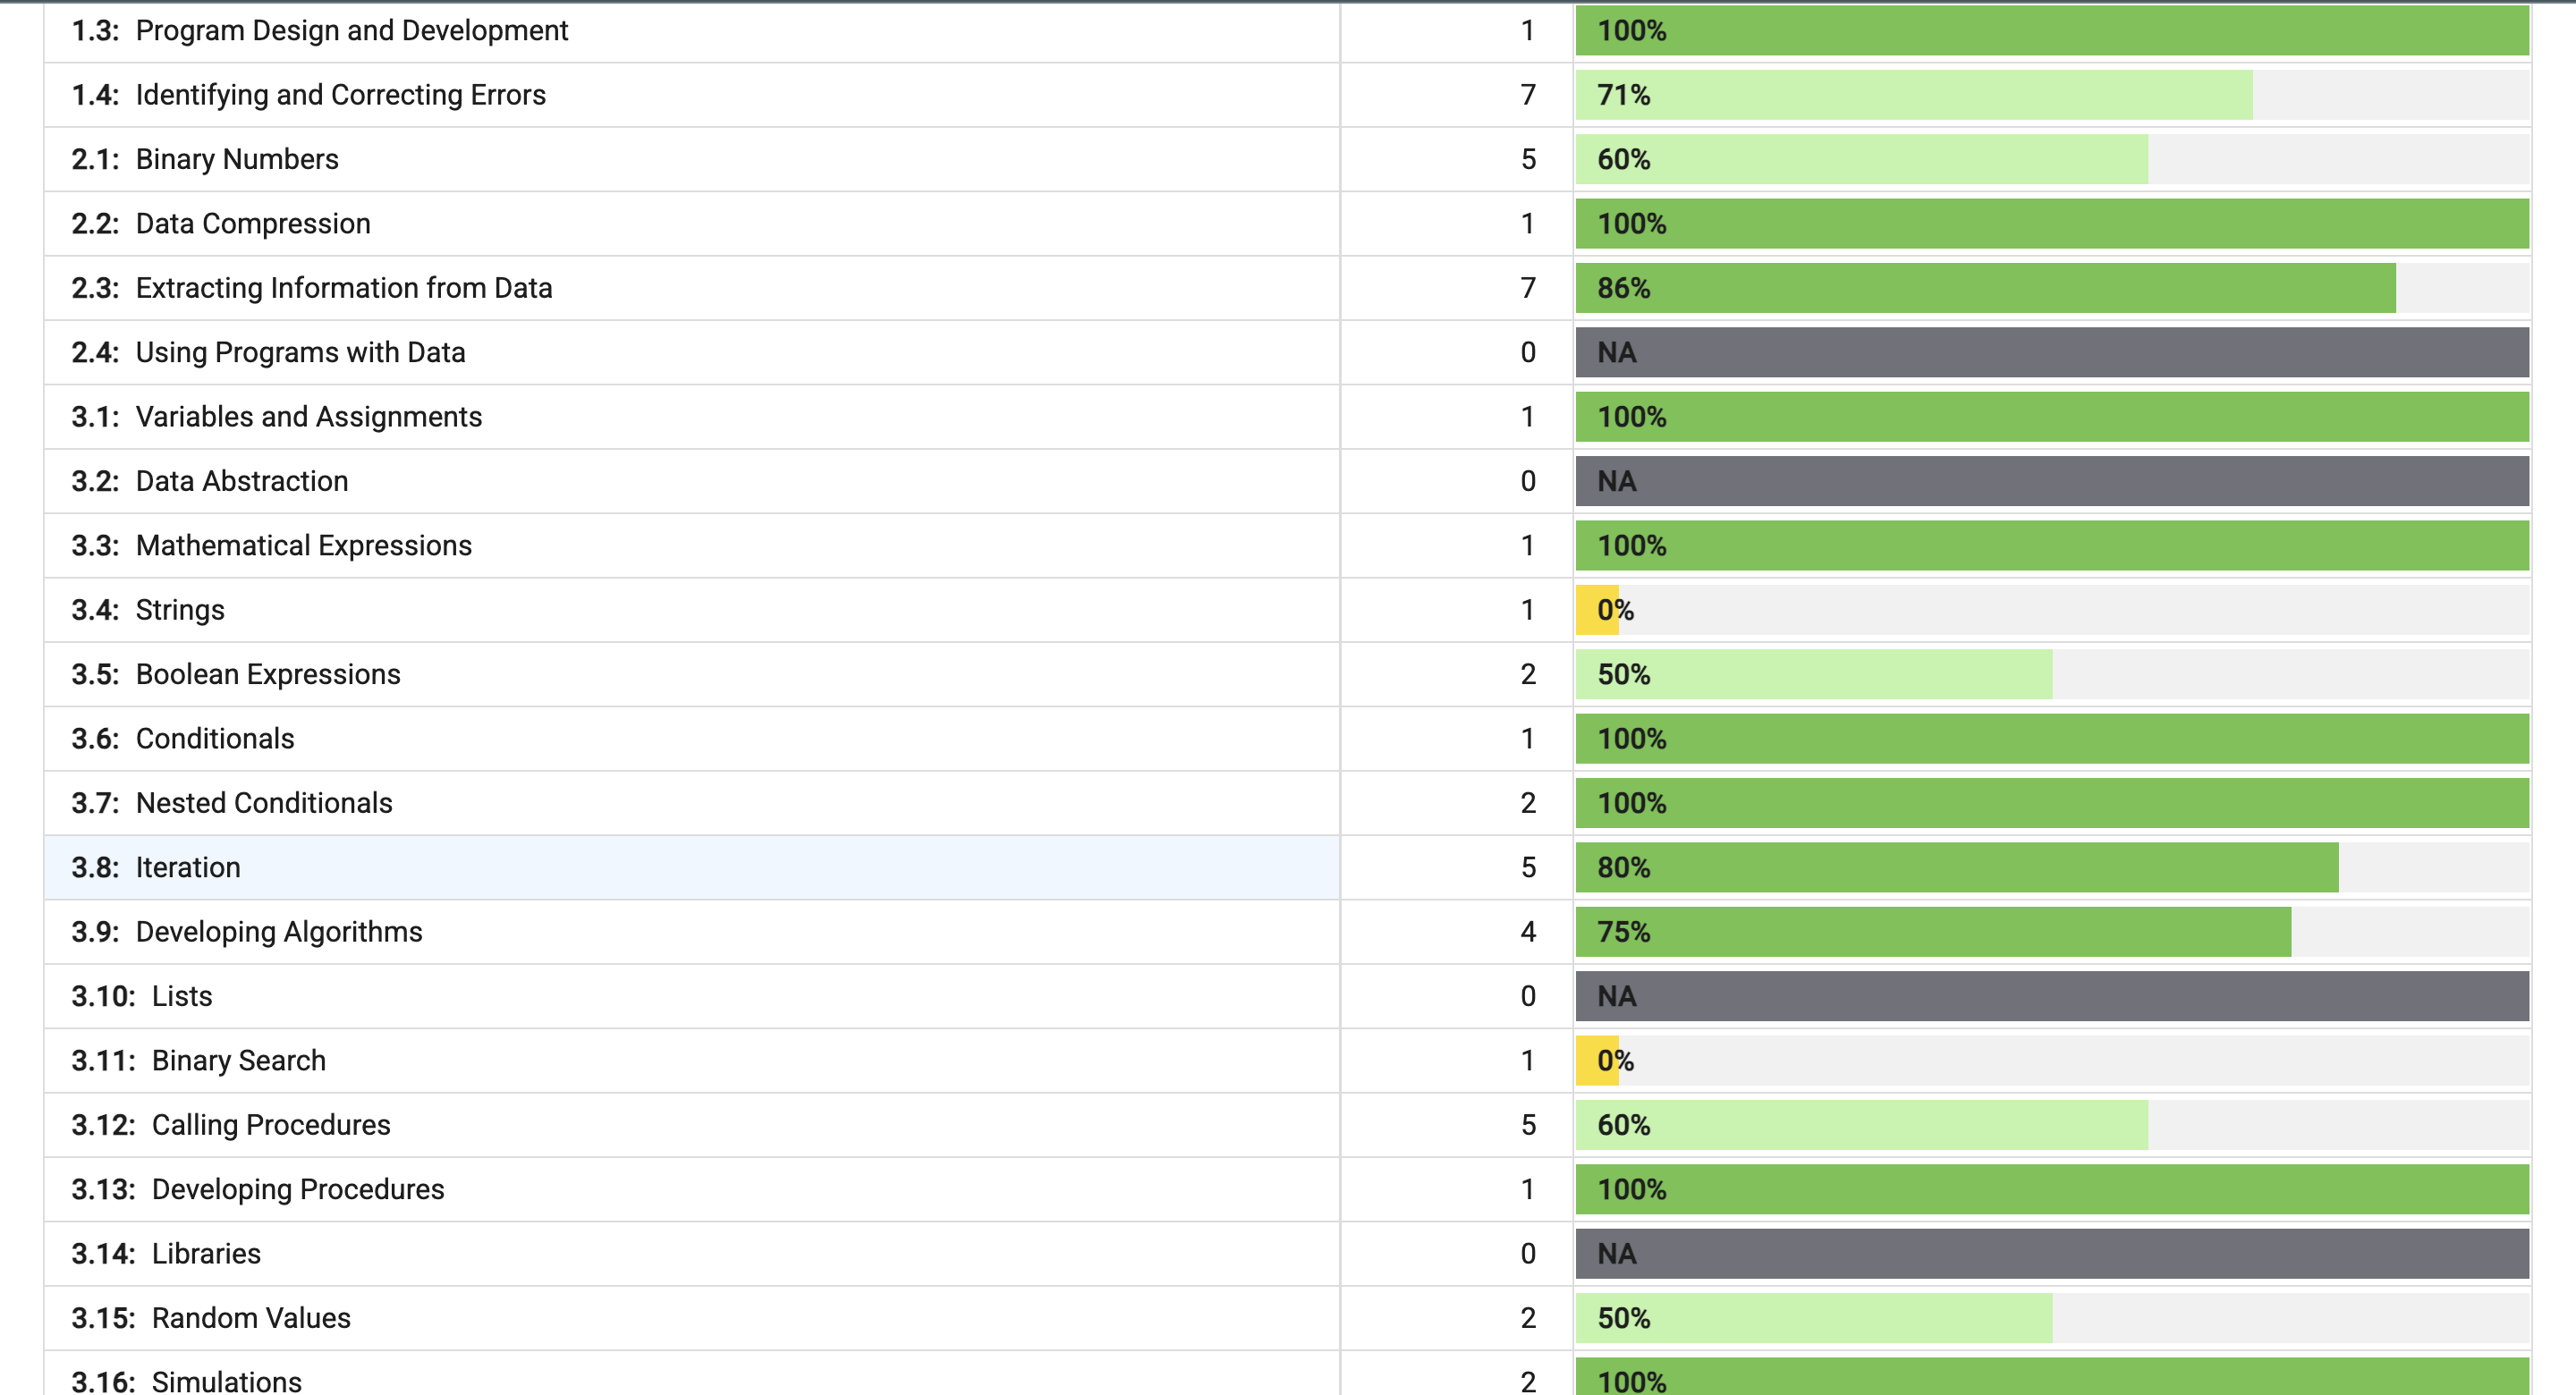 1.3: Program Design and Development 1 100%
1.4: Identifying and Correcting Errors 7 71%
2.1: Binary Numbers 5 60%
2.2: Data Compression 1 100%
2.3: Extracting Information from Data 7 86%
2.4: Using Programs with Data 0 NA
3.1: Variables and Assignments 1 100%
3.2: Data Abstraction 0 NA
3.3: Mathematical Expressions 1 100%
3.4: Strings 1 0%
3.5: Boolean Expressions 2 50%
3.6: Conditionals 1 100%
3.7: Nested Conditionals 2 100%
3.8: Iteration 5 80%
3.9: Developing Algorithms 4 75%
3.10: Lists 0 NA
3.11: Binary Search 1 0%
3.12: Calling Procedures 5 60%
3.13: Developing Procedures 1 100%
3.14: Libraries 0 NA
3.15: Random Values 2 50%
3.16: Simulations 2 100%